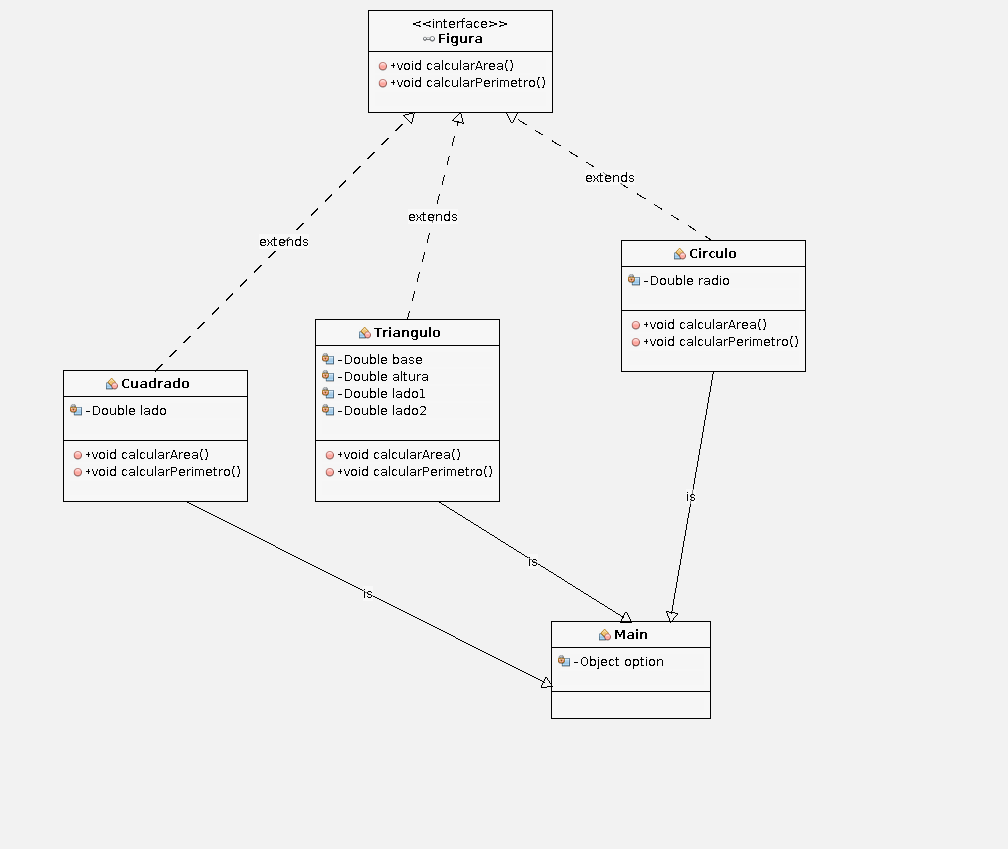 <<interface>>
Figura
+void calcularArea()
+void calcularPerimetro()
extends
extends
extends
Circulo
-Double radio
+void calcularArea()
+void calcularPerimetro()
Triangulo
-Double base
-Double altura
-Double lado1
-Double lado2
+void calcularArea()
+void calcularPerimetro()
Cuadrado
-Double lado
+void calcularArea()
+void calcularPerimetro()
is
is
is
Main
-Object option